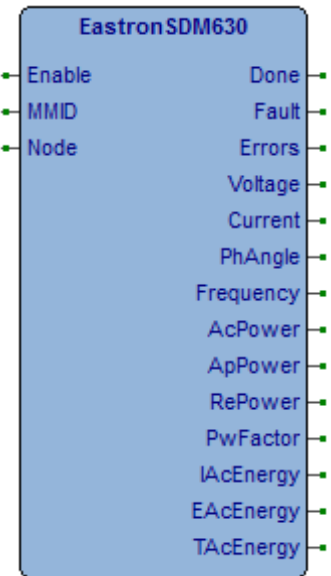 EastronSDM630
Enable Done
MMID Fault
Node Errors
Voltage
Current
PhAngle
Frequency
AcPower
ApPower
RePower
PwFactor
IAcEnergy
EAcEnergy
TAcEnergy